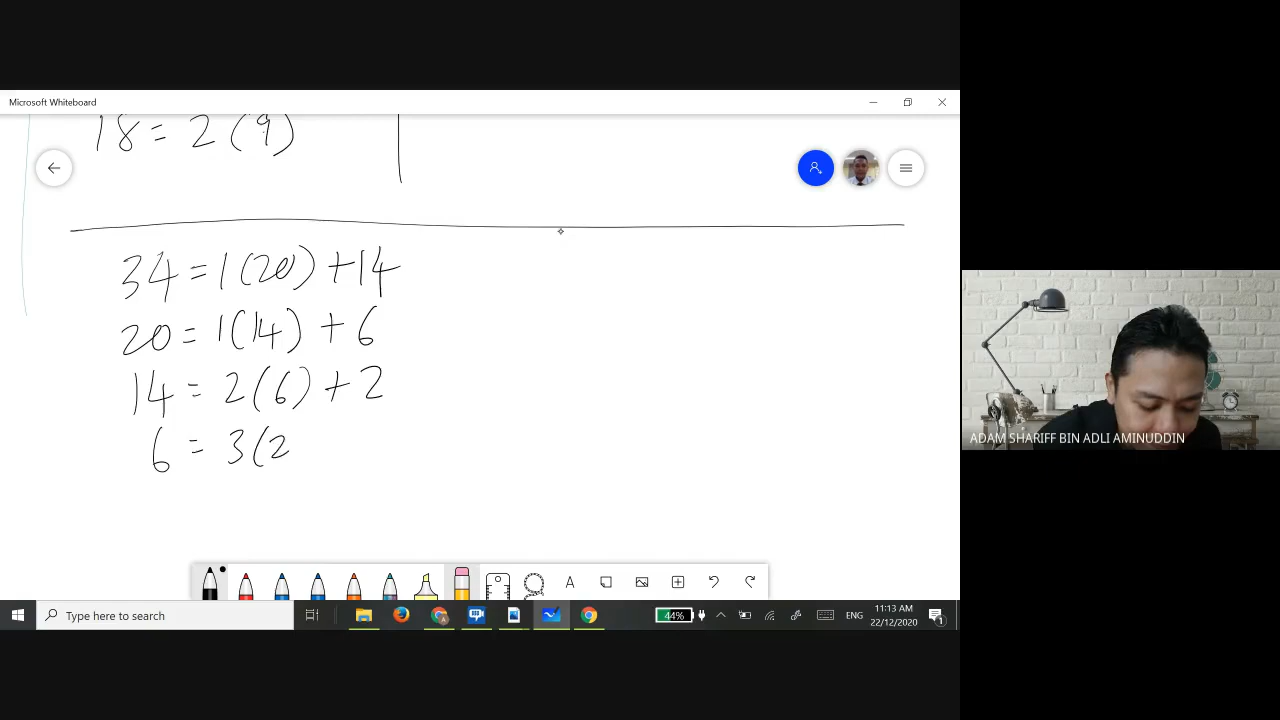 Microsoft Whiteboard
18 = 2 (9)
34 = 1 (20) + 14
20 = 1(14) + 6
14 = 2(6) + 2
6 = 3(2
ADAM SHARIFF BIN ADLI AMINUDDIN
A
Type here to search
44%
ENG
11:13 AM
22/12/2020
1